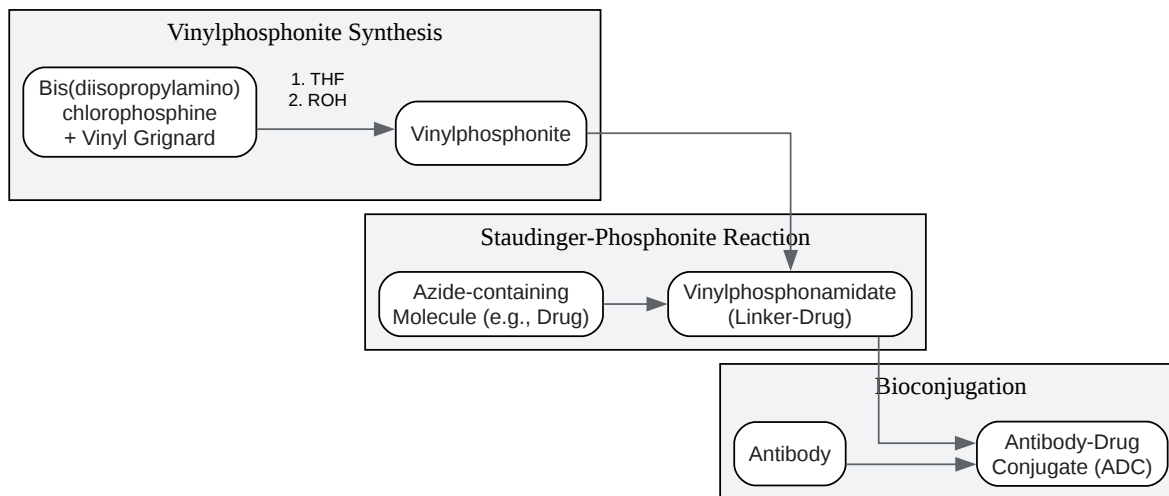 Vinylphosphonite Synthesis
Bis(diisopropylamino)
chlorophosphine
+ Vinyl Grignard
1. THF
2. ROH
Vinylphosphonite
Staudinger-Phosphonite Reaction
Azide-containing
Molecule (e.g., Drug)
Vinylphosphonamidate
(Linker-Drug)
Bioconjugation
Antibody
Antibody-Drug
Conjugate (ADC)